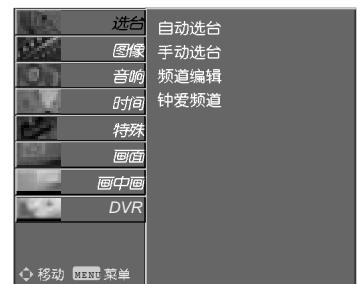 选台
图像
音响
时间
特殊
画面
画中画
DVR
移动 MENU 菜单
自动选台
手动选台
频道编辑
钟爱频道